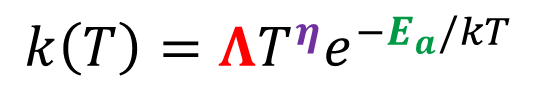 k(T) = ΛT^η e^{-E_a/kT}